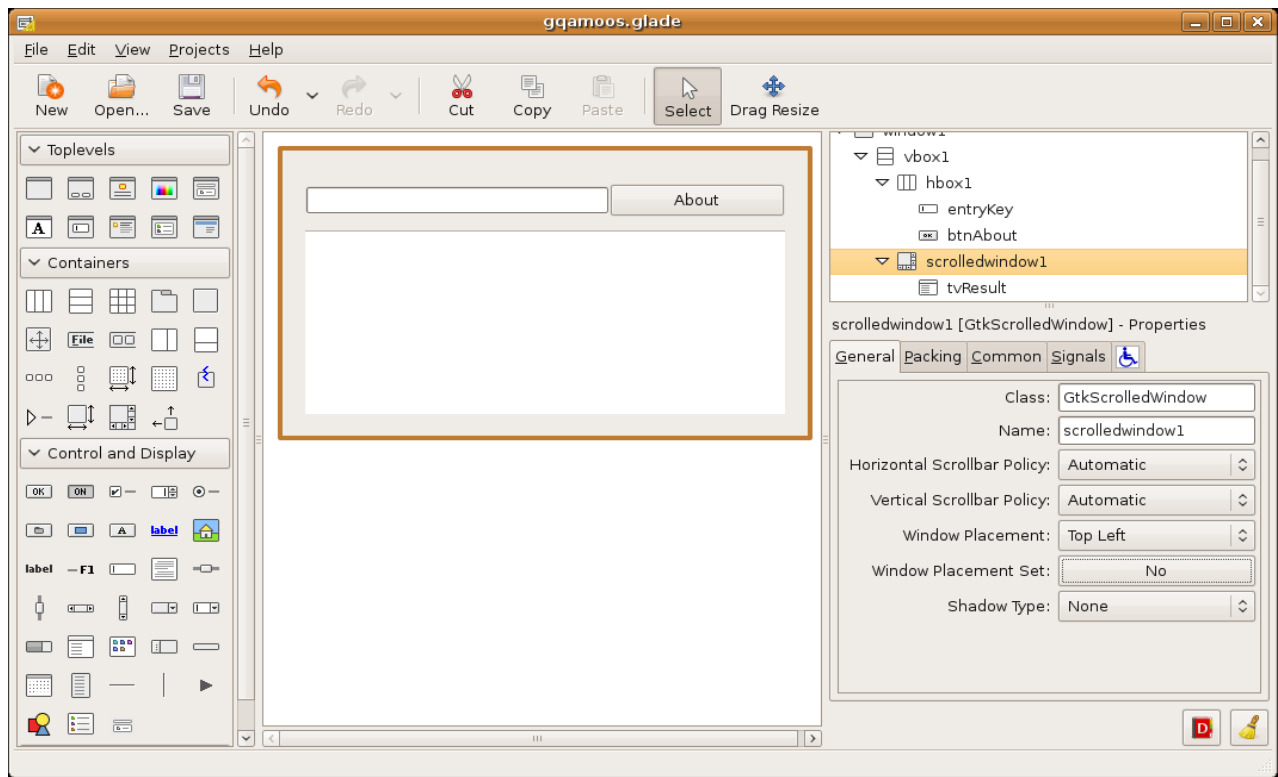 gqamoos.glade
File Edit View Projects Help
New Open... Save Undo Redo Cut Copy Paste Select Drag Resize
Toplevels
A
Containers
File
Control and Display
OK ON
A label
label F1
About
window1
vbox1
hbox1
entryKey
OK btnAbout
scrolledwindow1
tvResult
scrolledwindow1 [GtkScrolledWindow] - Properties
General Packing Common Signals
Class: GtkScrolledWindow
Name: scrolledwindow1
Horizontal Scrollbar Policy: Automatic
Vertical Scrollbar Policy: Automatic
Window Placement: Top Left
Window Placement Set: No
Shadow Type: None
D